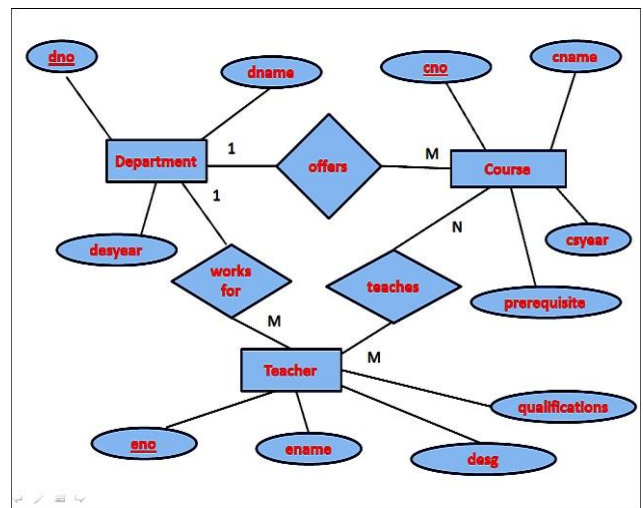 dno
dname
cno
cname
Department
1
offers
M
Course
1
desyear
works
for
teaches
N
csyear
prerequisite
M
M
Teacher
qualifications
eno
ename
desg